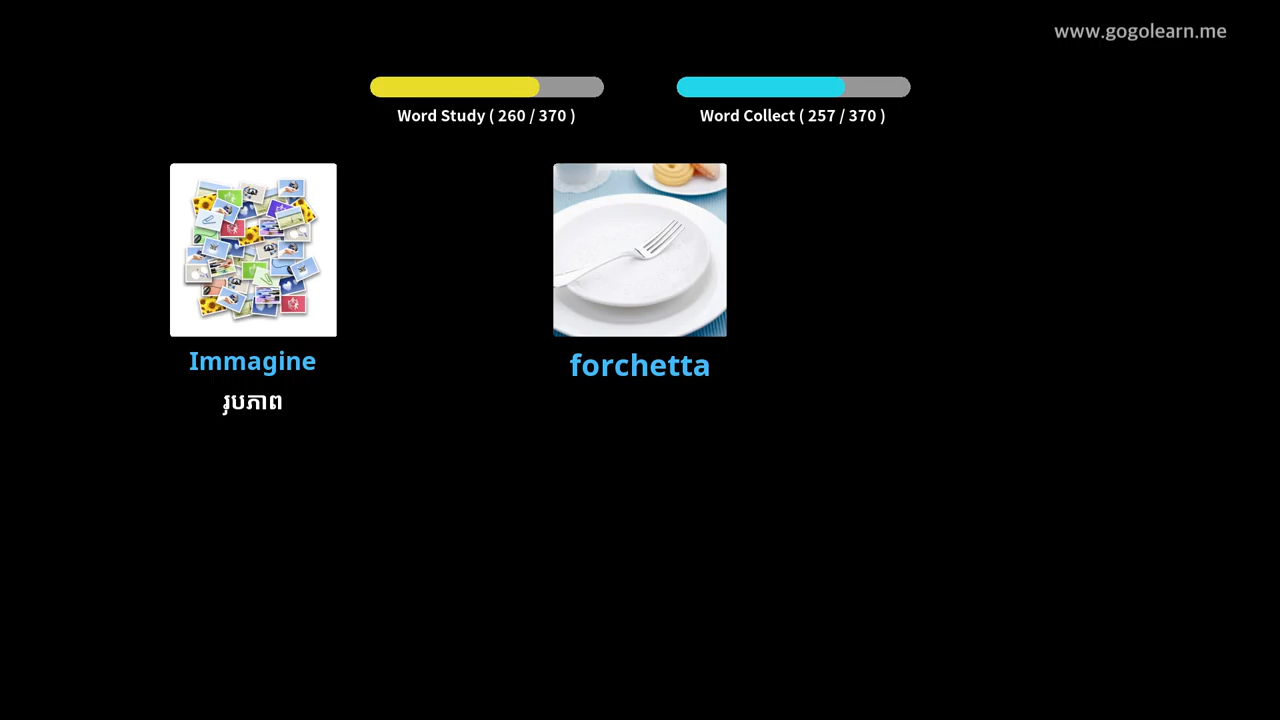 www.gogolearn.me
Word Study ( 260 / 370 )
Word Collect ( 257 / 370 )
Immagine
រូបភាព
forchetta